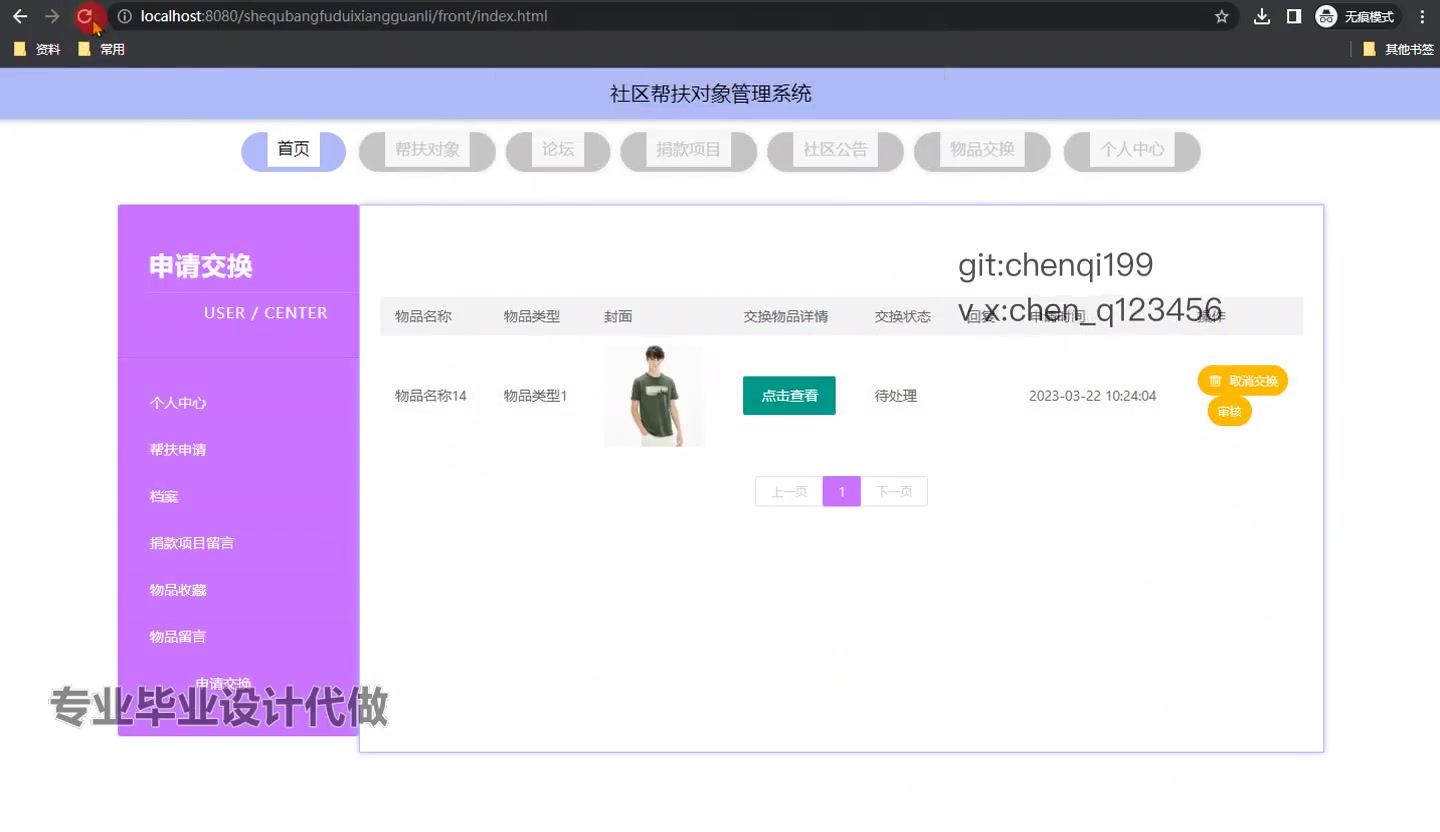 localhost:8080/shequbangfuduixiangguanli/front/index.html
无痕模式
资料
常用
其他书签
社区帮扶对象管理系统
首页
帮扶对象
论坛
捐款项目
社区公告
物品交换
个人中心
申请交换
USER / CENTER
个人中心
帮扶申请
档案
捐款项目留言
物品收藏
物品留言
申请交换
专业毕业设计代做
git:chenqi199
v x:chen_q123456
物品名称 物品类型 封面 交换物品详情 交换状态 回复 申请时间 操作
物品名称14 物品类型1 点击查看 待处理 2023-03-22 10:24:04 取消交换
审核
上一页 1 下一页